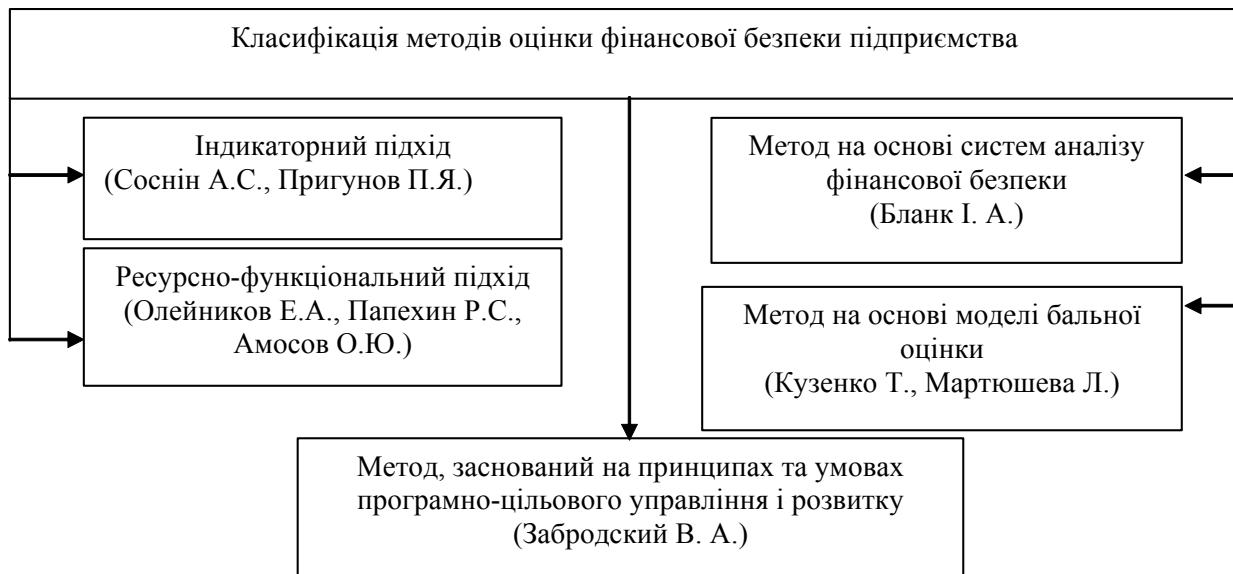 Класифікація методів оцінки фінансової безпеки підприємства
Індикаторний підхід
(Соснін А.С., Пригунов П.Я.)
Ресурсно-функціональний підхід
(Олейников Е.А., Папехин Р.С.,
Амосов О.Ю.)
Метод на основі систем аналізу
фінансової безпеки
(Бланк І. А.)
Метод на основі моделі бальної
оцінки
(Кузенко Т., Мартюшева Л.)
Метод, заснований на принципах та умовах
програмно-цільового управління і розвитку
(Забродский В. А.)